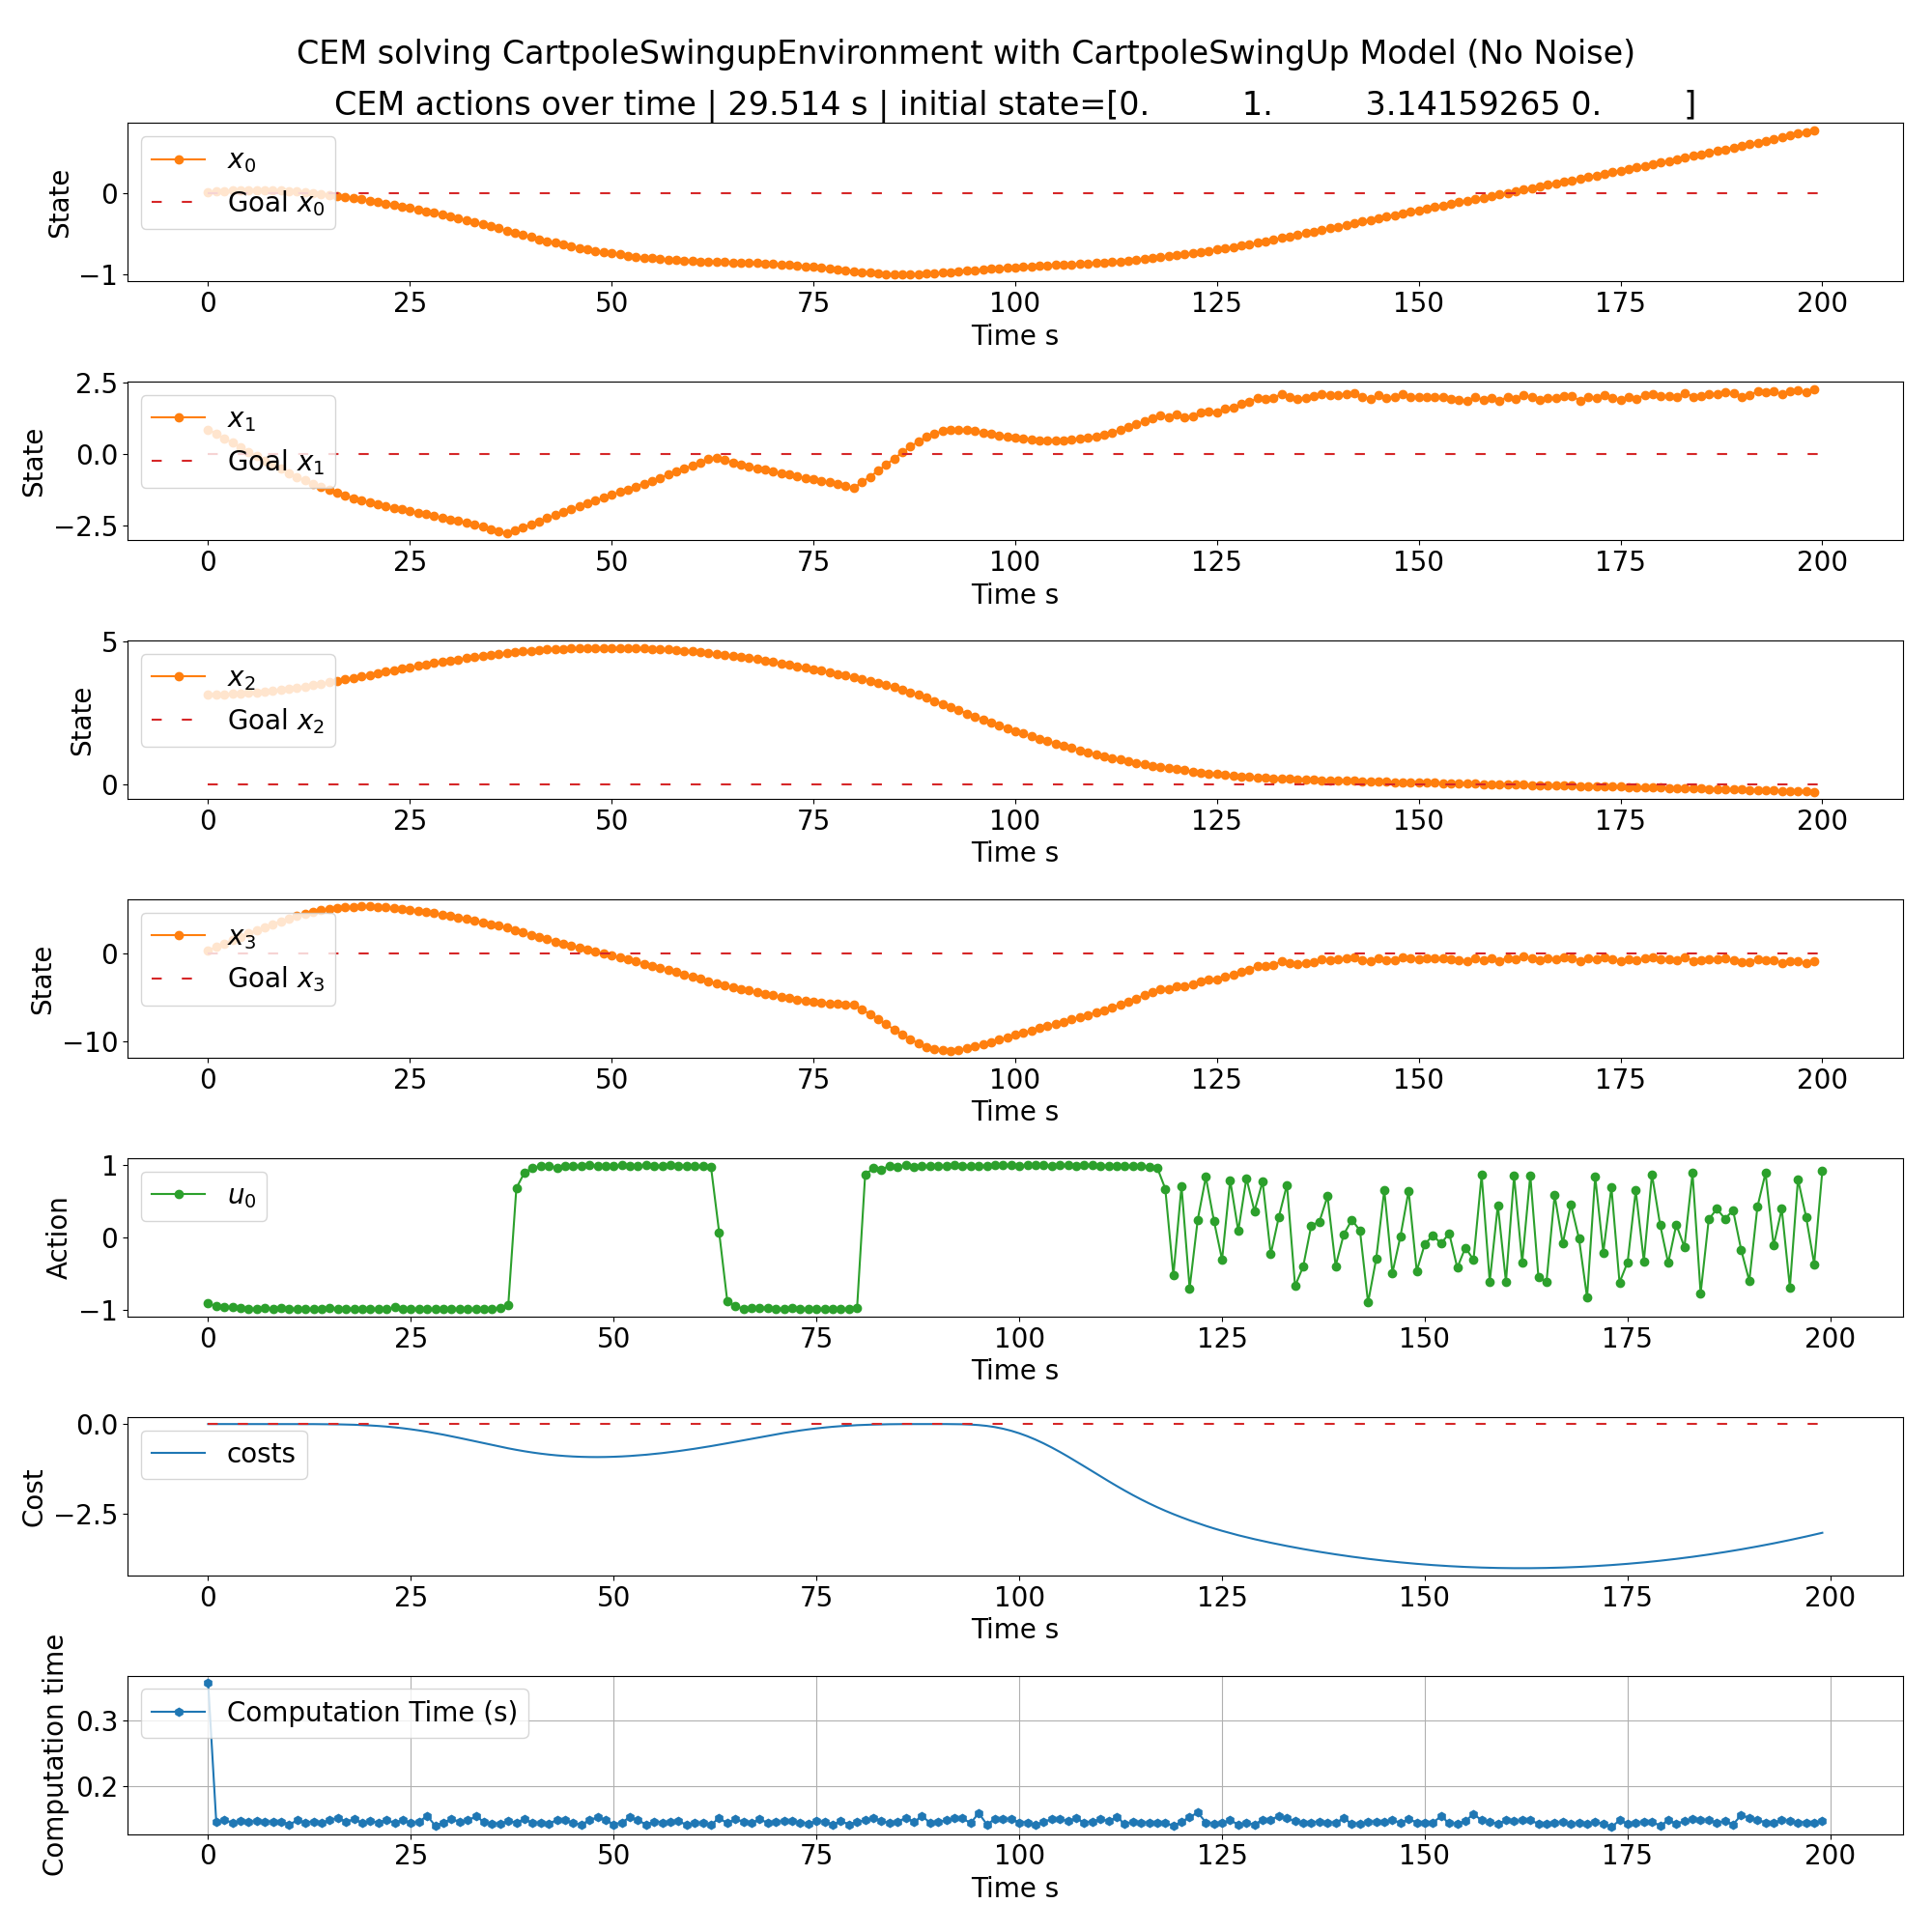 CEM solving CartpoleSwingupEnvironment with CartpoleSwingUp Model (No Noise)
CEM actions over time | 29.514 s | initial state=[0. 1. 3.14159265 0. ]
State
x0
Goal x0
0
−1
0 25 50 75 100 125 150 175 200
Time s
State
x1
Goal x1
2.5
0.0
−2.5
0 25 50 75 100 125 150 175 200
Time s
State
x2
Goal x2
5
0
0 25 50 75 100 125 150 175 200
Time s
State
x3
Goal x3
0
−10
0 25 50 75 100 125 150 175 200
Time s
Action
u0
1
0
−1
0 25 50 75 100 125 150 175 200
Time s
Cost
costs
0.0
−2.5
0 25 50 75 100 125 150 175 200
Time s
Computation time
Computation Time (s)
0.3
0.2
0 25 50 75 100 125 150 175 200
Time s